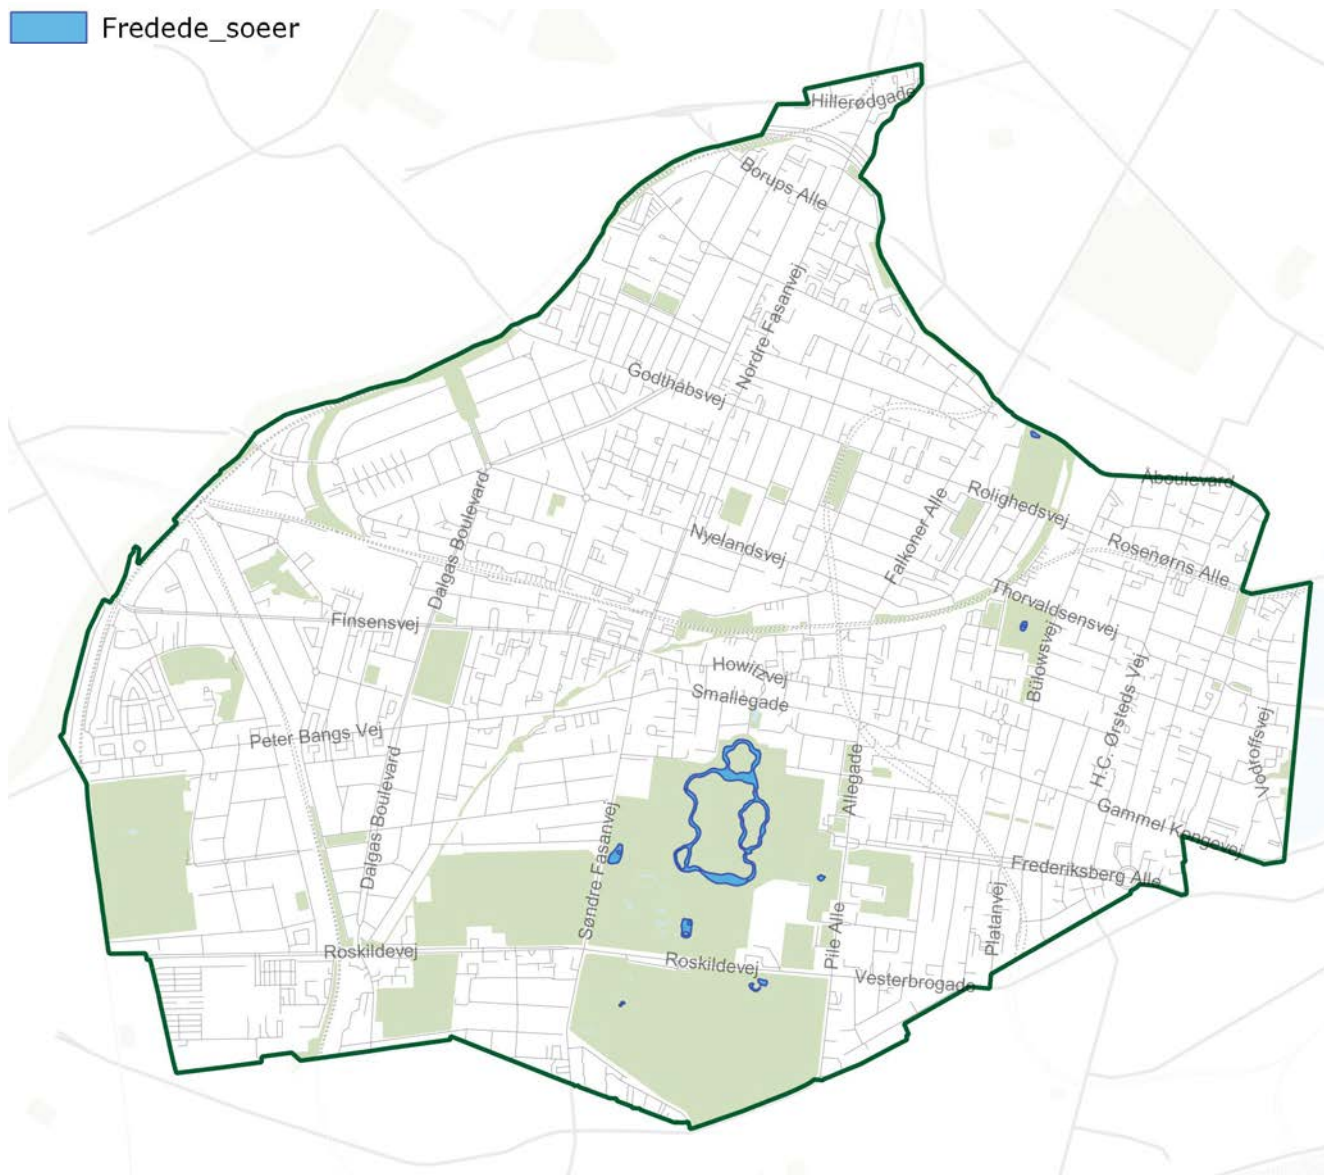 Fredede_soeer
Hillerødgade
Borups Alle
Nordre Fasanvej
Godthåbsvej
Åboulevard
Dalgas Boulevard
Rolighedsvej
Falkoner Alle
Nyelandsvej
Rosenørns Alle
Thorvaldsensvej
Finsensvej
Bülowsvej
Howitzvej
Smallegade
H.C. Ørsteds Vej
Peter Bangs Vej
Vodroffsvej
Allegade
Dalgas Boulevard
Gammel Kongevej
Søndre Fasanvej
Frederiksberg Alle
Platanvej
Pile Alle
Roskildevej
Roskildevej
Vesterbrogade